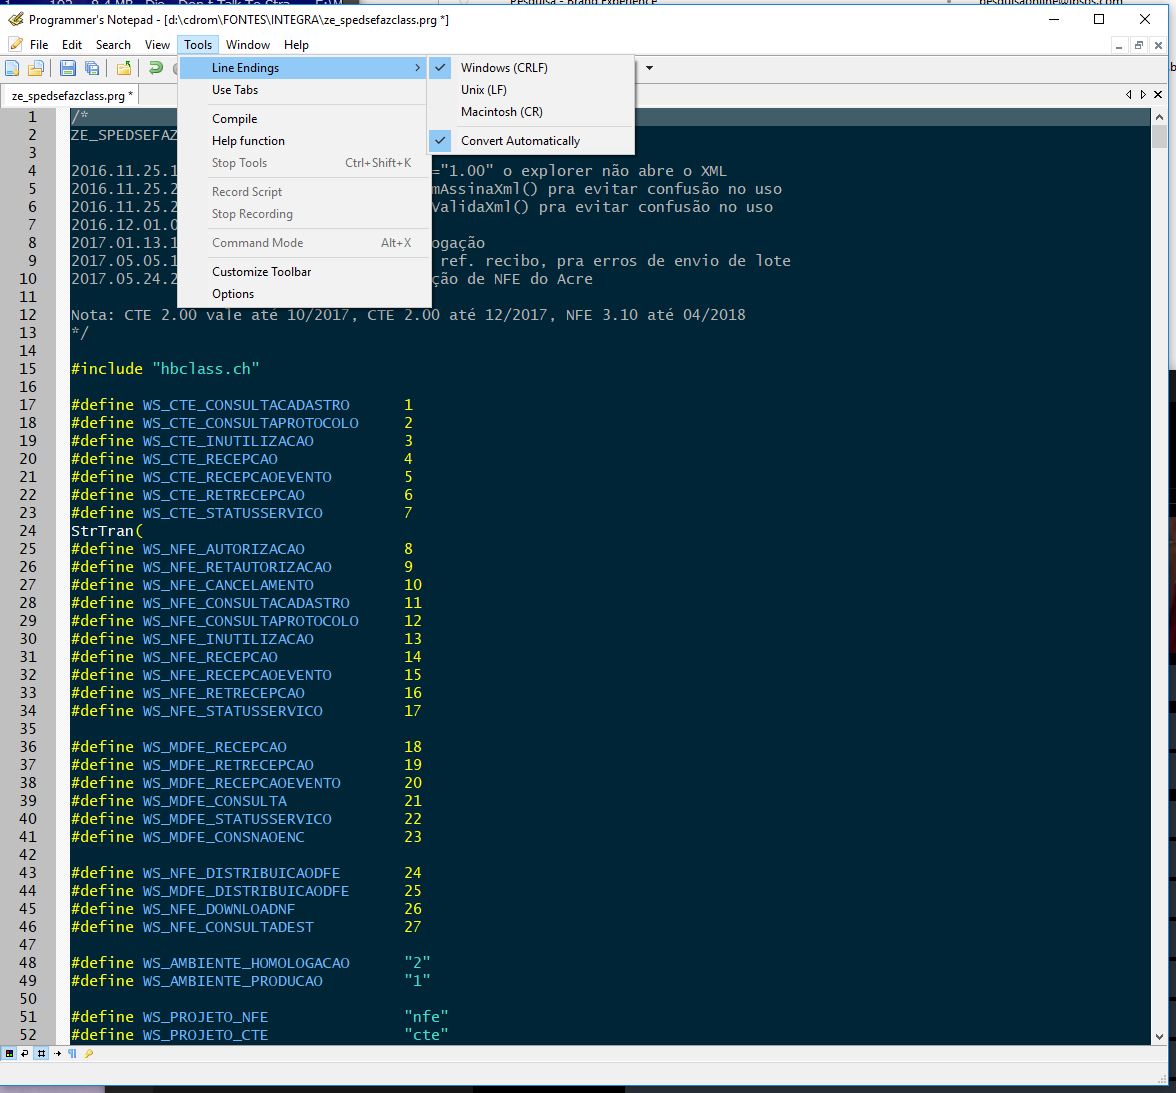 Programmer's Notepad - [d:\cdrom\FONTES\INTEGRA\ze_spedsefazclass.prg *]
File Edit Search View Tools Window Help
ze_spedsefazclass.prg *
Line Endings
Use Tabs
Compile
Help function
Stop Tools Ctrl+Shift+K
Record Script
Stop Recording
Command Mode Alt+X
Customize Toolbar
Options
Windows (CRLF)
Unix (LF)
Macintosh (CR)
Convert Automatically
1 /*
2 ZE_SPEDSEFAZ
3
4 2016.11.25.1 ="1.00" o explorer não abre o XML
5 2016.11.25.2 mAssinaXml() pra evitar confusão no uso
6 2016.11.25.2 ValidaXml() pra evitar confusão no uso
7 2016.12.01.0
8 2017.01.13.1 ogação
9 2017.05.05.1 ref. recibo, pra erros de envio de lote
10 2017.05.24.2 ção de NFE do Acre
11
12 Nota: CTE 2.00 vale até 10/2017, CTE 2.00 até 12/2017, NFE 3.10 até 04/2018
13 */
14
15 #include "hbclass.ch"
16
17 #define WS_CTE_CONSULTACADASTRO 1
18 #define WS_CTE_CONSULTAPROTOCOLO 2
19 #define WS_CTE_INUTILIZACAO 3
20 #define WS_CTE_RECEPCAO 4
21 #define WS_CTE_RECEPCAOEVENTO 5
22 #define WS_CTE_RETRECEPCAO 6
23 #define WS_CTE_STATUSSERVICO 7
24 StrTran(
25 #define WS_NFE_AUTORIZACAO 8
26 #define WS_NFE_RETAUTORIZACAO 9
27 #define WS_NFE_CANCELAMENTO 10
28 #define WS_NFE_CONSULTACADASTRO 11
29 #define WS_NFE_CONSULTAPROTOCOLO 12
30 #define WS_NFE_INUTILIZACAO 13
31 #define WS_NFE_RECEPCAO 14
32 #define WS_NFE_RECEPCAOEVENTO 15
33 #define WS_NFE_RETRECEPCAO 16
34 #define WS_NFE_STATUSSERVICO 17
35
36 #define WS_MDFE_RECEPCAO 18
37 #define WS_MDFE_RETRECEPCAO 19
38 #define WS_MDFE_RECEPCAOEVENTO 20
39 #define WS_MDFE_CONSULTA 21
40 #define WS_MDFE_STATUSSERVICO 22
41 #define WS_MDFE_CONSNAOENC 23
42
43 #define WS_NFE_DISTRIBUICAODFE 24
44 #define WS_MDFE_DISTRIBUICAODFE 25
45 #define WS_NFE_DOWNLOADNF 26
46 #define WS_NFE_CONSULTADEST 27
47
48 #define WS_AMBIENTE_HOMOLOGACAO "2"
49 #define WS_AMBIENTE_PRODUCAO "1"
50
51 #define WS_PROJETO_NFE "nfe"
52 #define WS_PROJETO_CTE "cte"